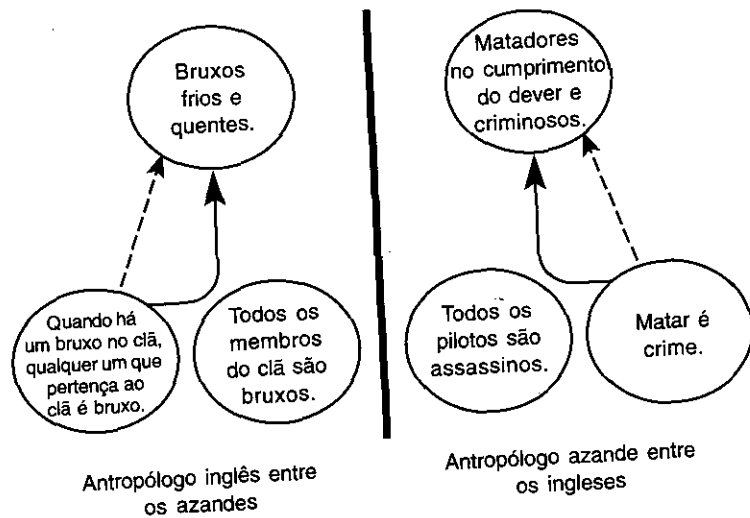 Bruxos
frios e
quentes.
Quando há
um bruxo no clã,
qualquer um que
pertença ao
clã é bruxo.
Todos os
membros
do clã são
bruxos.
Antropólogo inglês entre
os azandes
Matadores
no cumprimento
do dever e
criminosos.
Todos os
pilotos são
assassinos.
Matar é
crime.
Antropólogo azande entre
os ingleses